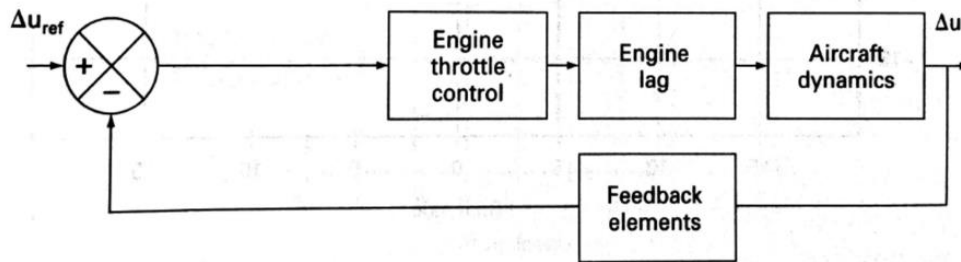 Δu_ref
+
−
Engine
throttle
control
Engine
lag
Aircraft
dynamics
Δu
Feedback
elements